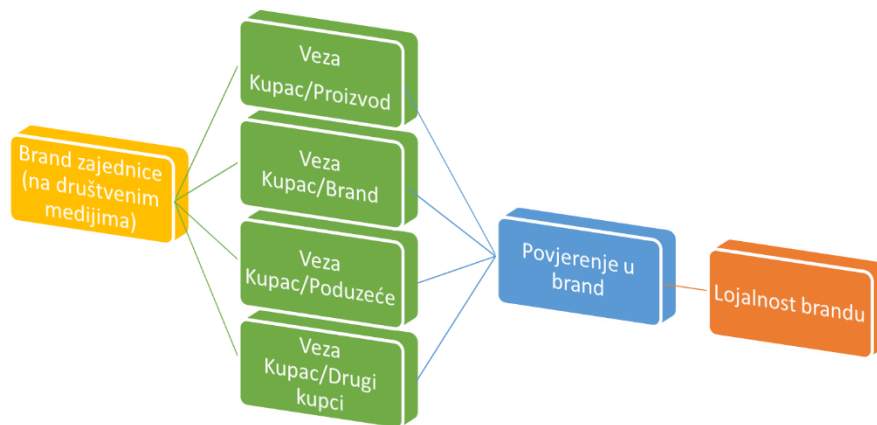 Brand zajednice
(na društvenim
medijima)
Veza
Kupac/Proizvod
Veza
Kupac/Brand
Veza
Kupac/Poduzeće
Veza
Kupac/Drugi
kupci
Povjerenje u
brand
Lojalnost brandu